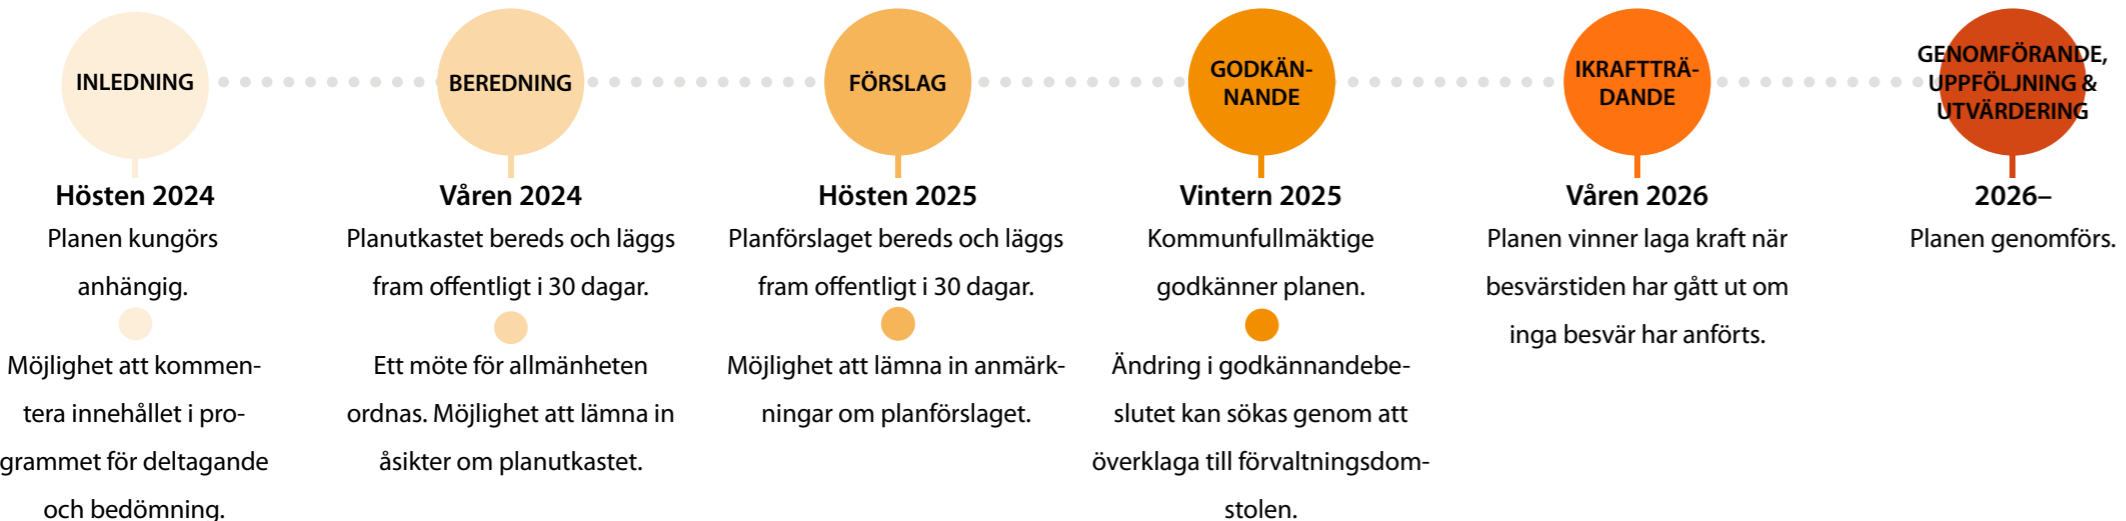 INLEDNING
Hösten 2024
Planen kungörs
anhängig.
Möjlighet att kommen-
tera innehållet i pro-
grammet för deltagande
och bedömning.
BEREDNING
Våren 2024
Planutkastet bereds och läggs
fram offentligt i 30 dagar.
Ett möte för allmänheten
ordnas. Möjlighet att lämna in
åsikter om planutkastet.
FÖRSLAG
Hösten 2025
Planförslaget bereds och läggs
fram offentligt i 30 dagar.
Möjlighet att lämna in anmärk-
ningar om planförslaget.
GODKÄN-
NANDE
Vintern 2025
Kommunfullmäktige
godkänner planen.
Ändring i godkännandebe-
slutet kan sökas genom att
överklaga till förvaltningsdom-
stolen.
IKRAFTTRÄ-
DANDE
Våren 2026
Planen vinner laga kraft när
besvärstiden har gått ut om
inga besvär har anförts.
GENOMFÖRANDE,
UPPFÖLJNING &
UTVÄRDERING
2026–
Planen genomförs.